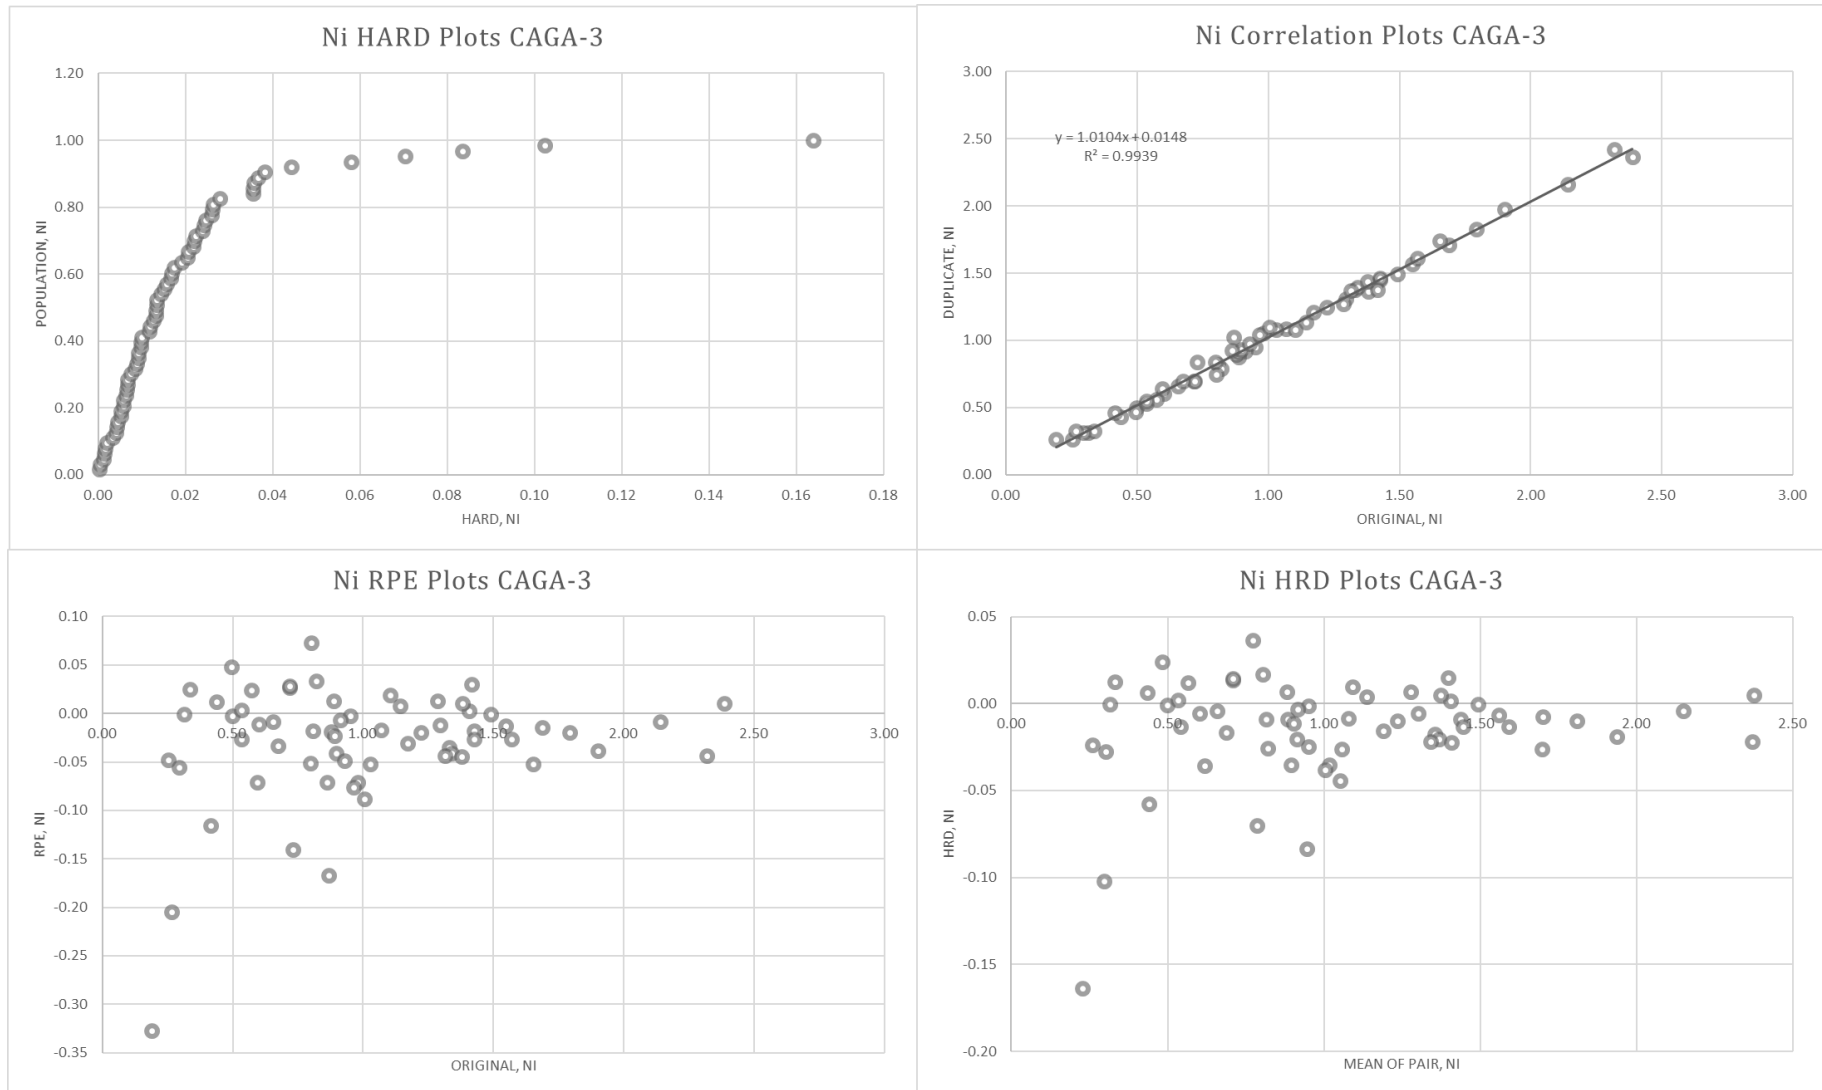 Ni HARD Plots CAGA-3
1.20
1.00
0.80
0.60
0.40
0.20
0.00
POPULATION, NI
0.00 0.02 0.04 0.06 0.08 0.10 0.12 0.14 0.16 0.18
HARD, NI
Ni Correlation Plots CAGA-3
3.00
2.50
2.00
1.50
1.00
0.50
0.00
DUPLICATE, NI
y = 1.0104x + 0.0148
R² = 0.9939
0.00 0.50 1.00 1.50 2.00 2.50 3.00
ORIGINAL, NI
Ni RPE Plots CAGA-3
0.10
0.05
0.00
-0.05
-0.10
-0.15
-0.20
-0.25
-0.30
-0.35
RPE, NI
0.00 0.50 1.00 1.50 2.00 2.50 3.00
ORIGINAL, NI
Ni HRD Plots CAGA-3
0.05
0.00
-0.05
-0.10
-0.15
-0.20
HRD, NI
0.00 0.50 1.00 1.50 2.00 2.50
MEAN OF PAIR, NI